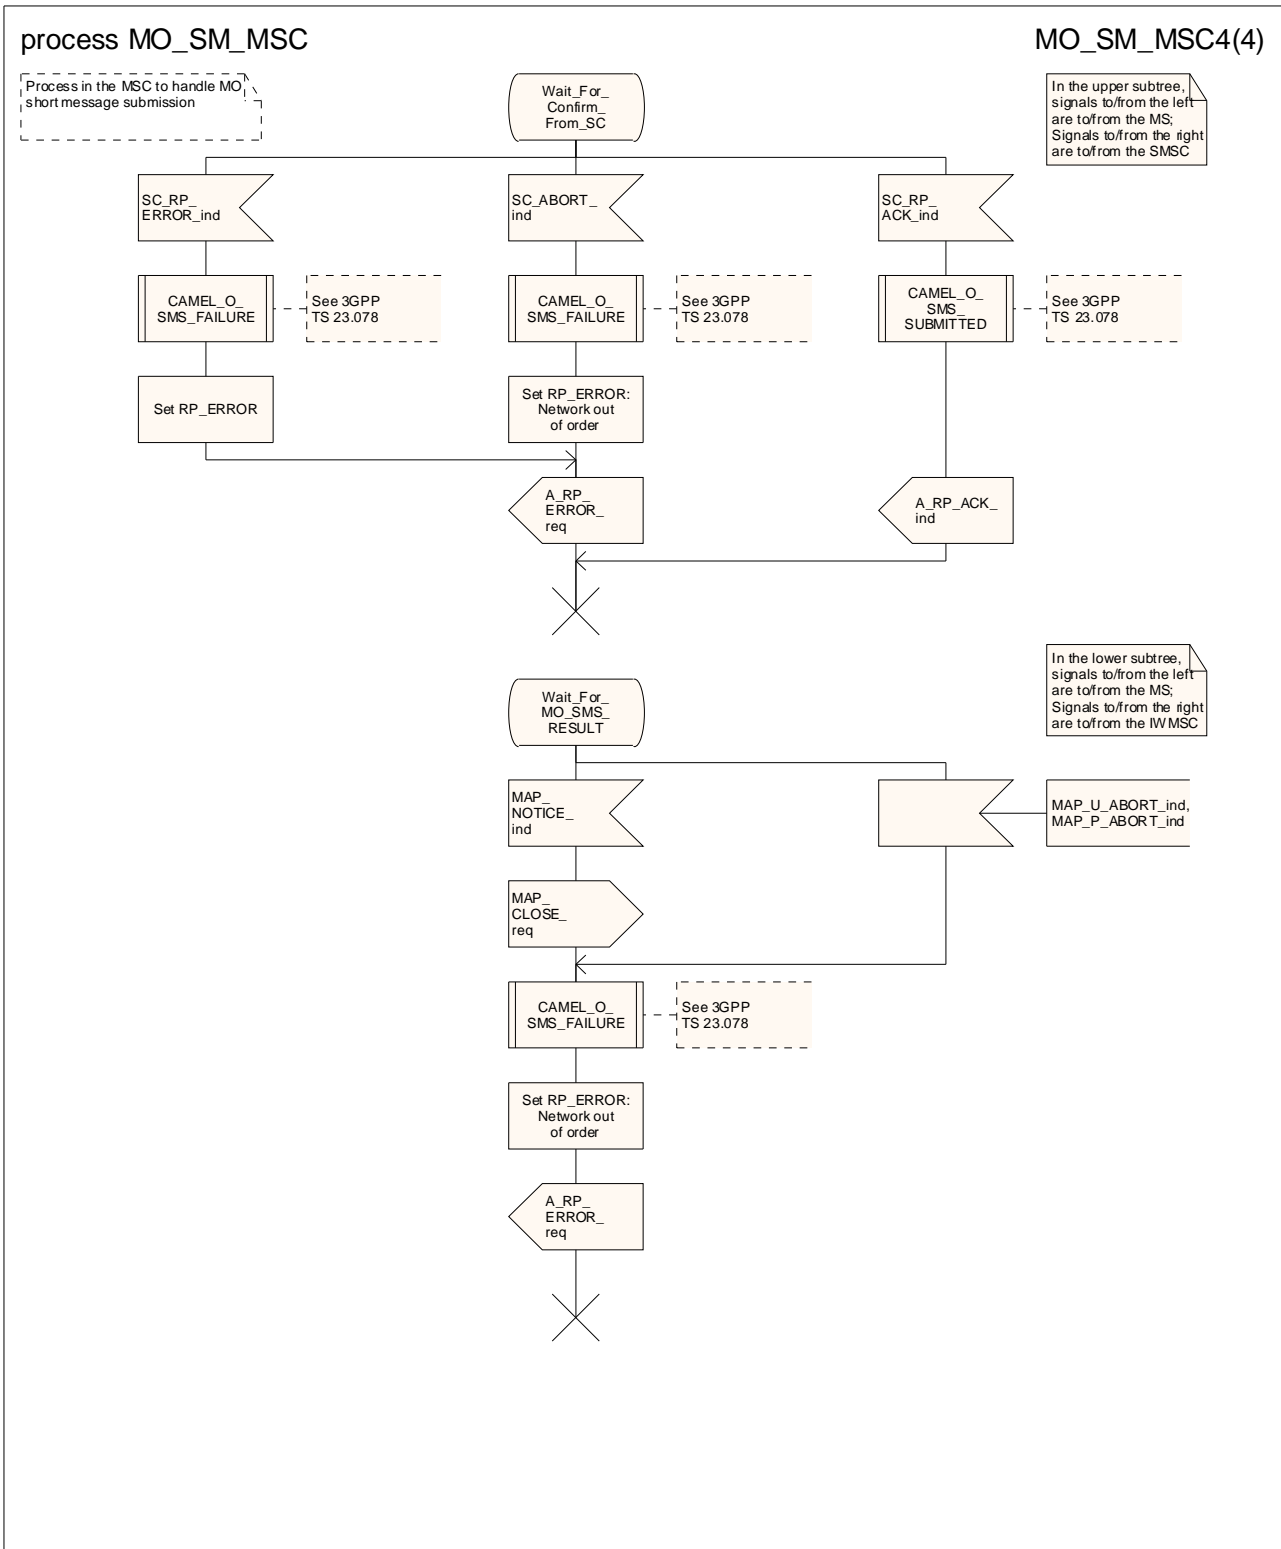 process MO_SM_MSC
MO_SM_MSC4(4)
Process in the MSC to handle MO
short message submission
Wait_For_
Confirm_
From_SC
In the upper subtree,
signals to/from the left
are to/from the MS;
Signals to/from the right
are to/from the SMSC
SC_RP_
ERROR_ind
SC_ABORT_
ind
SC_RP_
ACK_ind
CAMEL_O_
SMS_FAILURE
See 3GPP
TS 23.078
CAMEL_O_
SMS_FAILURE
See 3GPP
TS 23.078
CAMEL_O_
SMS_
SUBMITTED
See 3GPP
TS 23.078
Set RP_ERROR
Set RP_ERROR:
Network out
of order
A_RP_
ERROR_
req
A_RP_ACK_
ind
In the lower subtree,
signals to/from the left
are to/from the MS;
Signals to/from the right
are to/from the IWMSC
Wait_For_
MO_SMS_
RESULT
MAP_
NOTICE_
ind
MAP_U_ABORT_ind,
MAP_P_ABORT_ind
MAP_
CLOSE_
req
CAMEL_O_
SMS_FAILURE
See 3GPP
TS 23.078
Set RP_ERROR:
Network out
of order
A_RP_
ERROR_
req